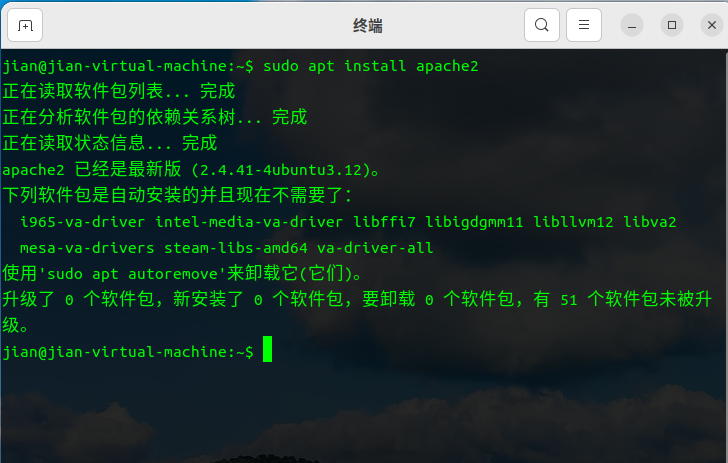 终端
jian@jian-virtual-machine:~$ sudo apt install apache2
正在读取软件包列表... 完成
正在分析软件包的依赖关系树... 完成
正在读取状态信息... 完成
apache2 已经是最新版 (2.4.41-4ubuntu3.12)。
下列软件包是自动安装的并且现在不需要了：
  i965-va-driver intel-media-va-driver libffi7 libigdgmm11 libllvm12 libva2
  mesa-va-drivers steam-libs-amd64 va-driver-all
使用'sudo apt autoremove'来卸载它(它们)。
升级了 0 个软件包，新安装了 0 个软件包，要卸载 0 个软件包，有 51 个软件包未被升
级。
jian@jian-virtual-machine:~$